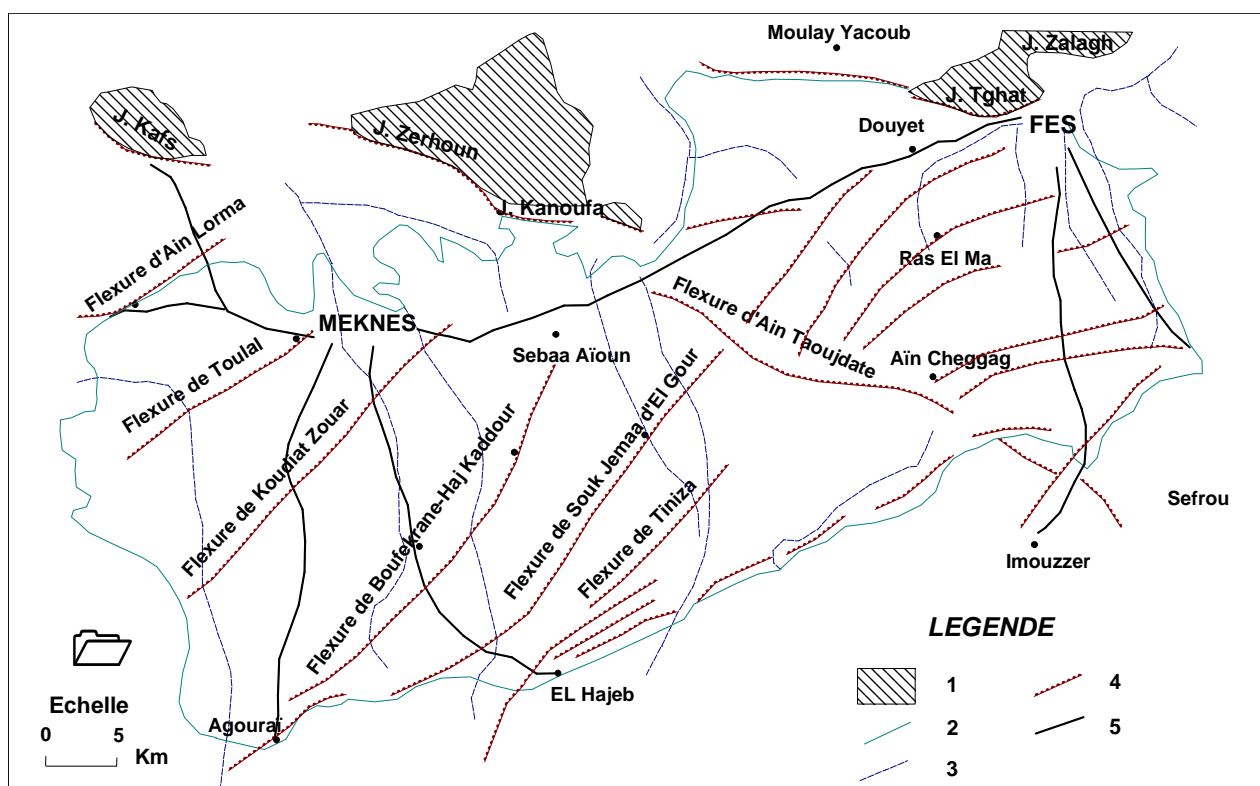 Moulay Yacoub
J. Zalagh
J. Tghat
J. Kafs
J. Zerhoun
FES
Douyet
J. Kanoufa
Flexure d'Ain Lorma
Ras El Ma
Flexure d'Ain Taoujdate
MEKNES
Sebaa Aïoun
Aïn Cheggag
Flexure de Toulal
Flexure de Koudiat Zouar
Flexure de Boufekrane-Haj Kaddour
Flexure de Souk Jemaa d'El Gour
Flexure de Tiniza
Sefrou
Imouzzer
EL Hajeb
Agouraï
Echelle
0 5
Km
LEGENDE
1
2
3
4
5